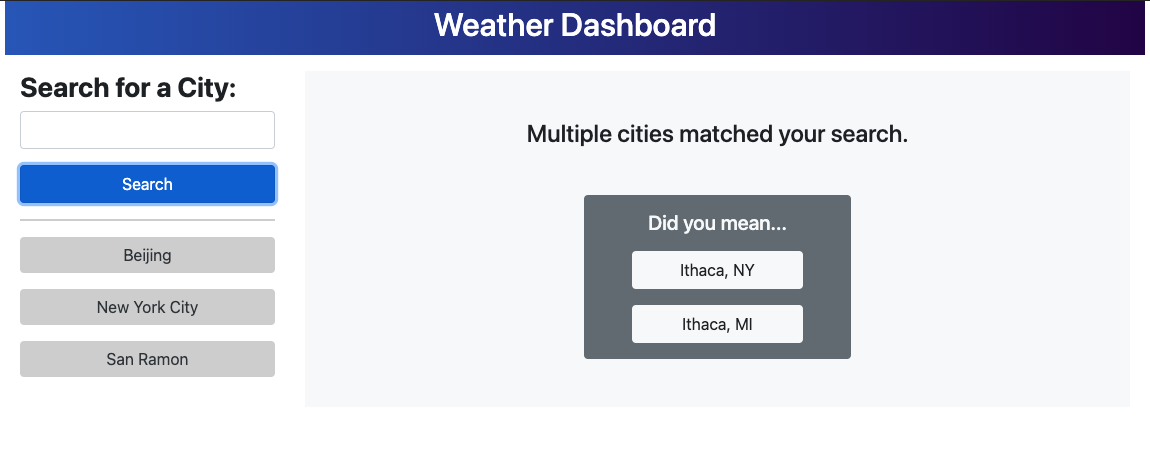 Weather Dashboard
Search for a City:
Search
Beijing
New York City
San Ramon
Multiple cities matched your search.
Did you mean...
Ithaca, NY
Ithaca, MI